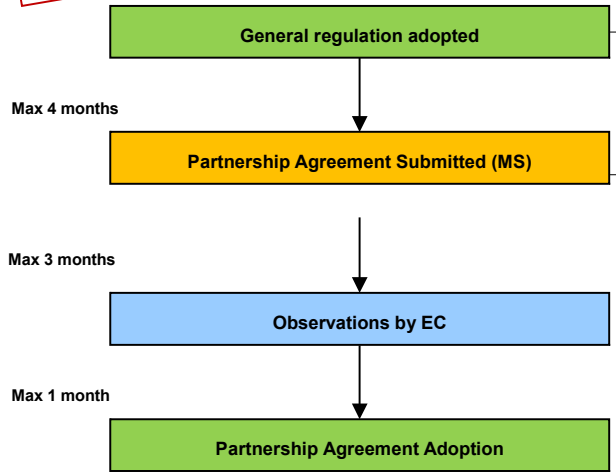 General regulation adopted
Max 4 months
Partnership Agreement Submitted (MS)
Max 3 months
Observations by EC
Max 1 month
Partnership Agreement Adoption